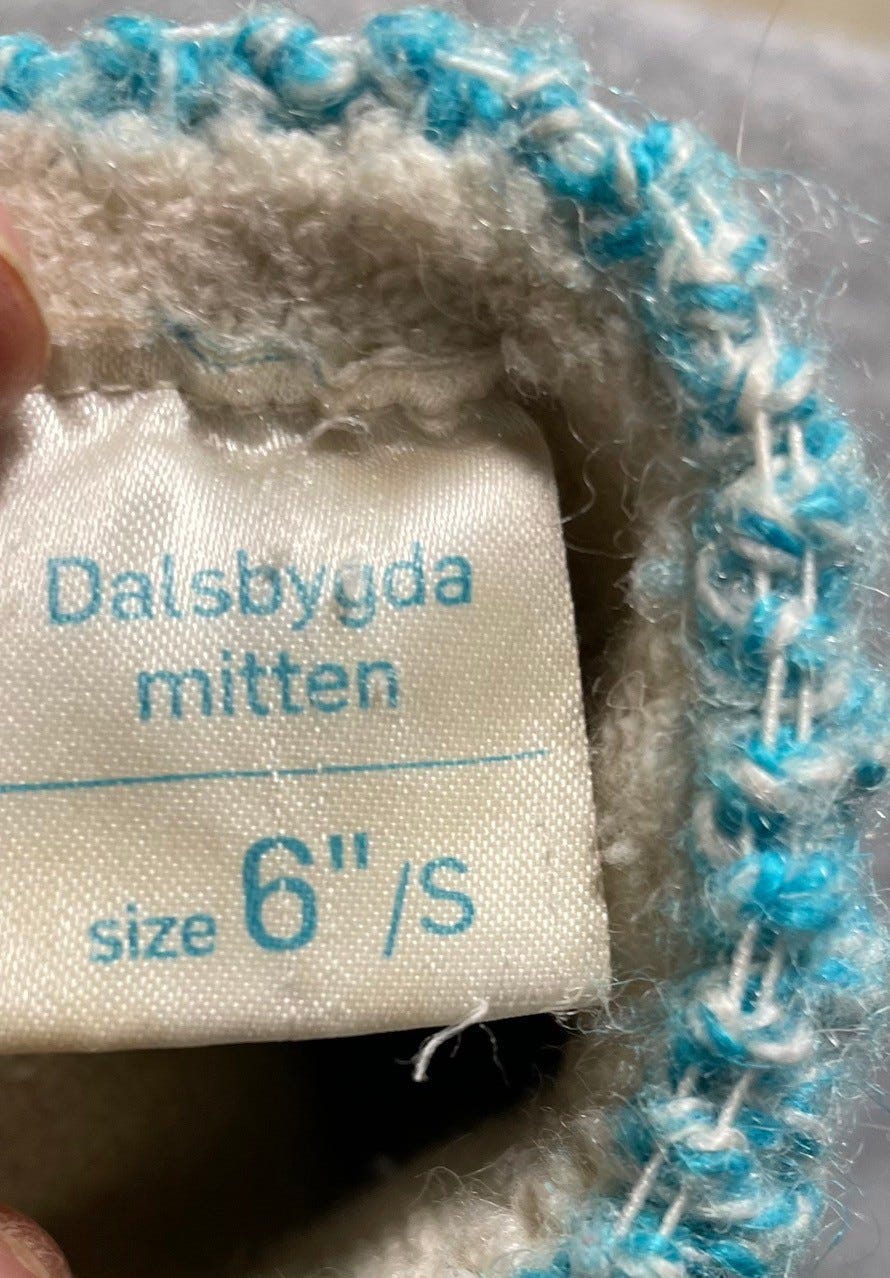 Dalsbygda
mitten
size 6"/S